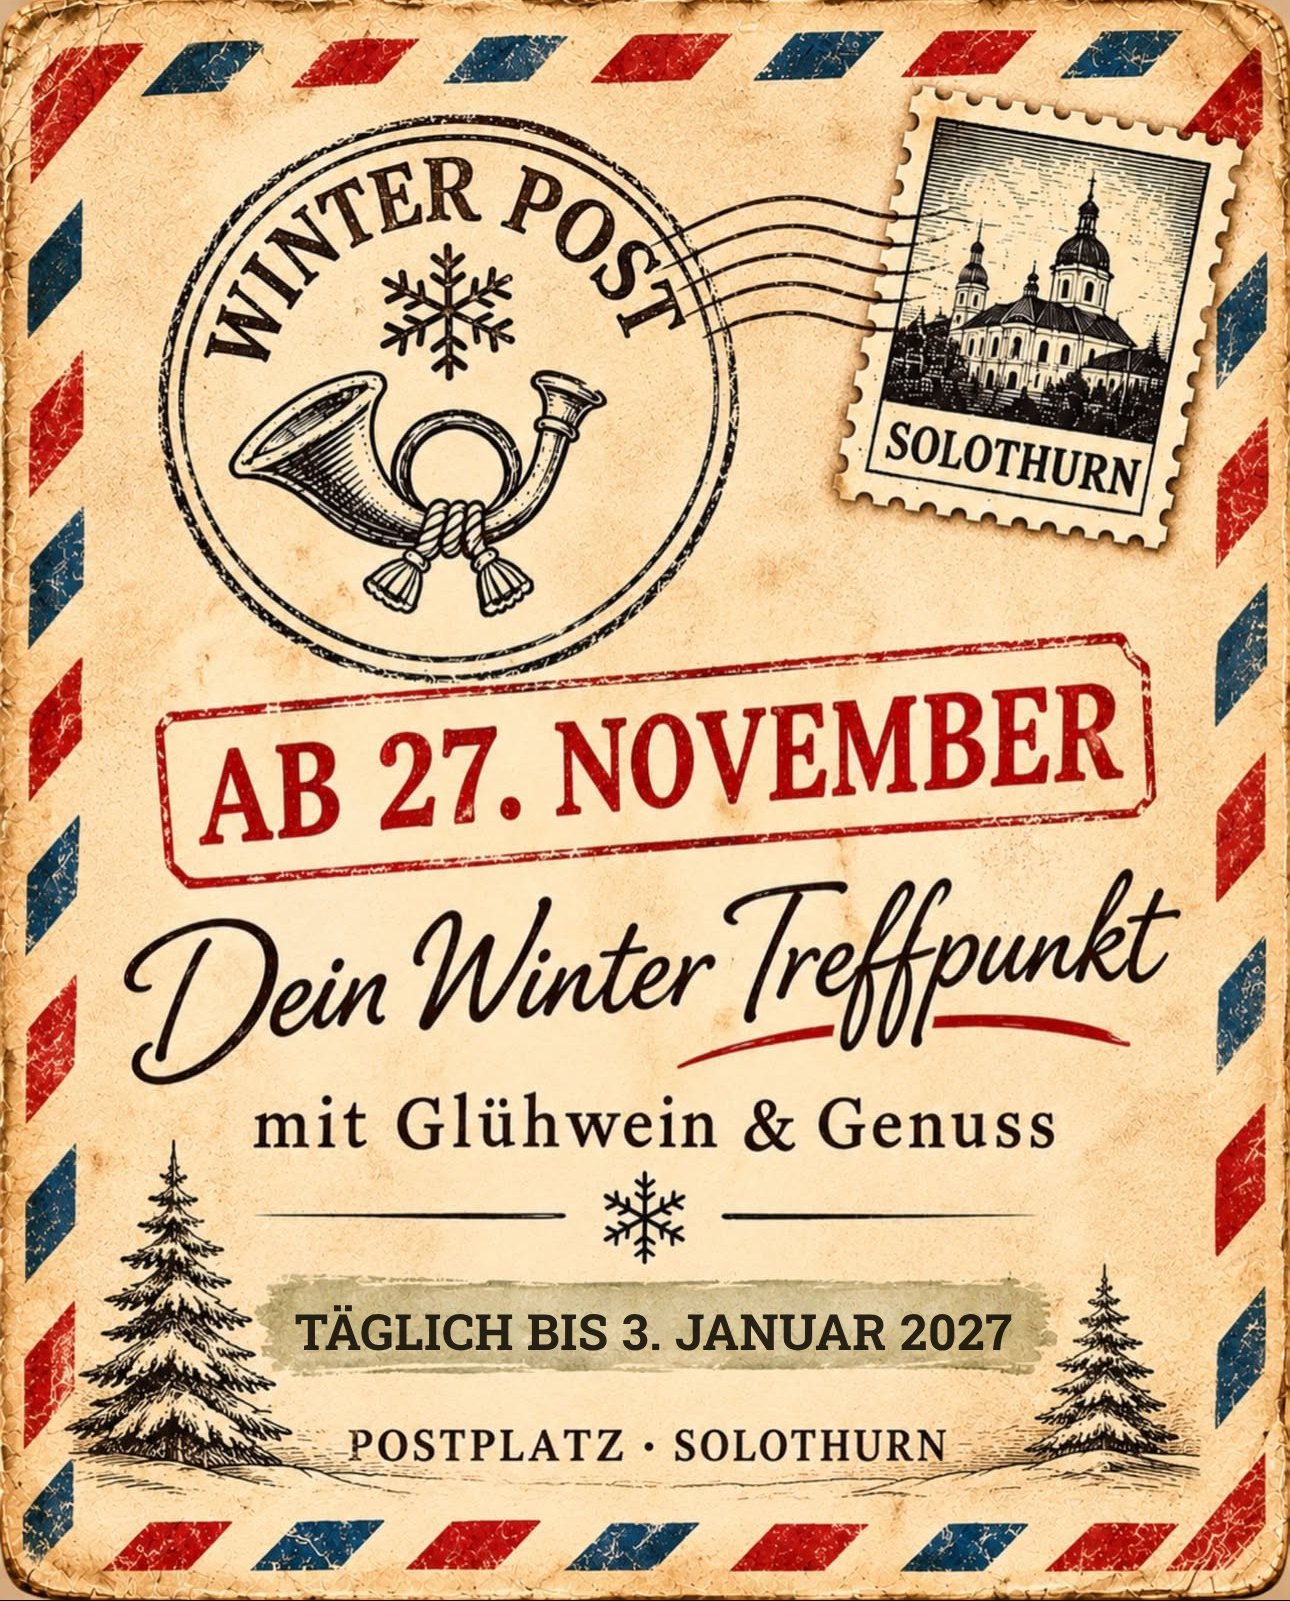 WINTER POST
SOLOTHURN
AB 27. NOVEMBER
Dein Winter Treffpunkt
mit Glühwein & Genuss
TÄGLICH BIS 3. JANUAR 2027
POSTPLATZ · SOLOTHURN